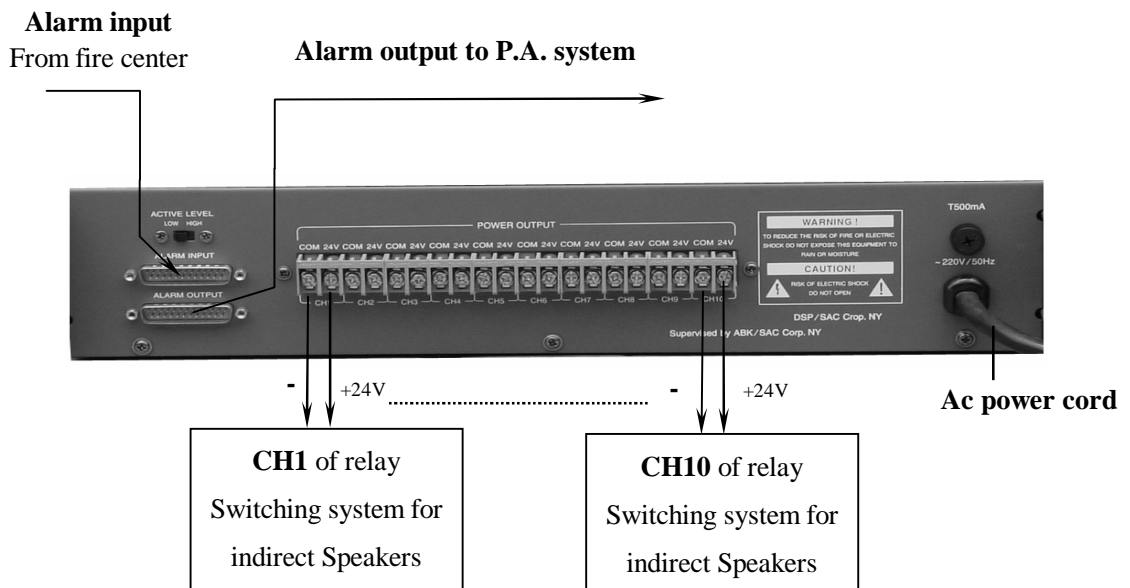 Alarm input
From fire center
Alarm output to P.A. system
ACTIVE LEVEL
LOW HIGH
ALARM INPUT
ALARM OUTPUT
POWER OUTPUT
COM 24V COM 24V COM 24V COM 24V COM 24V COM 24V COM 24V COM 24V COM 24V COM 24V
CH1 CH2 CH3 CH4 CH5 CH6 CH7 CH8 CH9 CH10
WARNING !
TO REDUCE THE RISK OF FIRE OR ELECTRIC
SHOCK DO NOT EXPOSE THIS EQUIPMENT TO
RAIN OR MOISTURE
CAUTION!
RISK OF ELECTRIC SHOCK
DO NOT OPEN
DSP/SAC Crop. NY
Supervised by ABK/SAC Corp. NY
T500mA
~220V/50Hz
- +24V
- +24V
Ac power cord
CH1 of relay
Switching system for
indirect Speakers
CH10 of relay
Switching system for
indirect Speakers